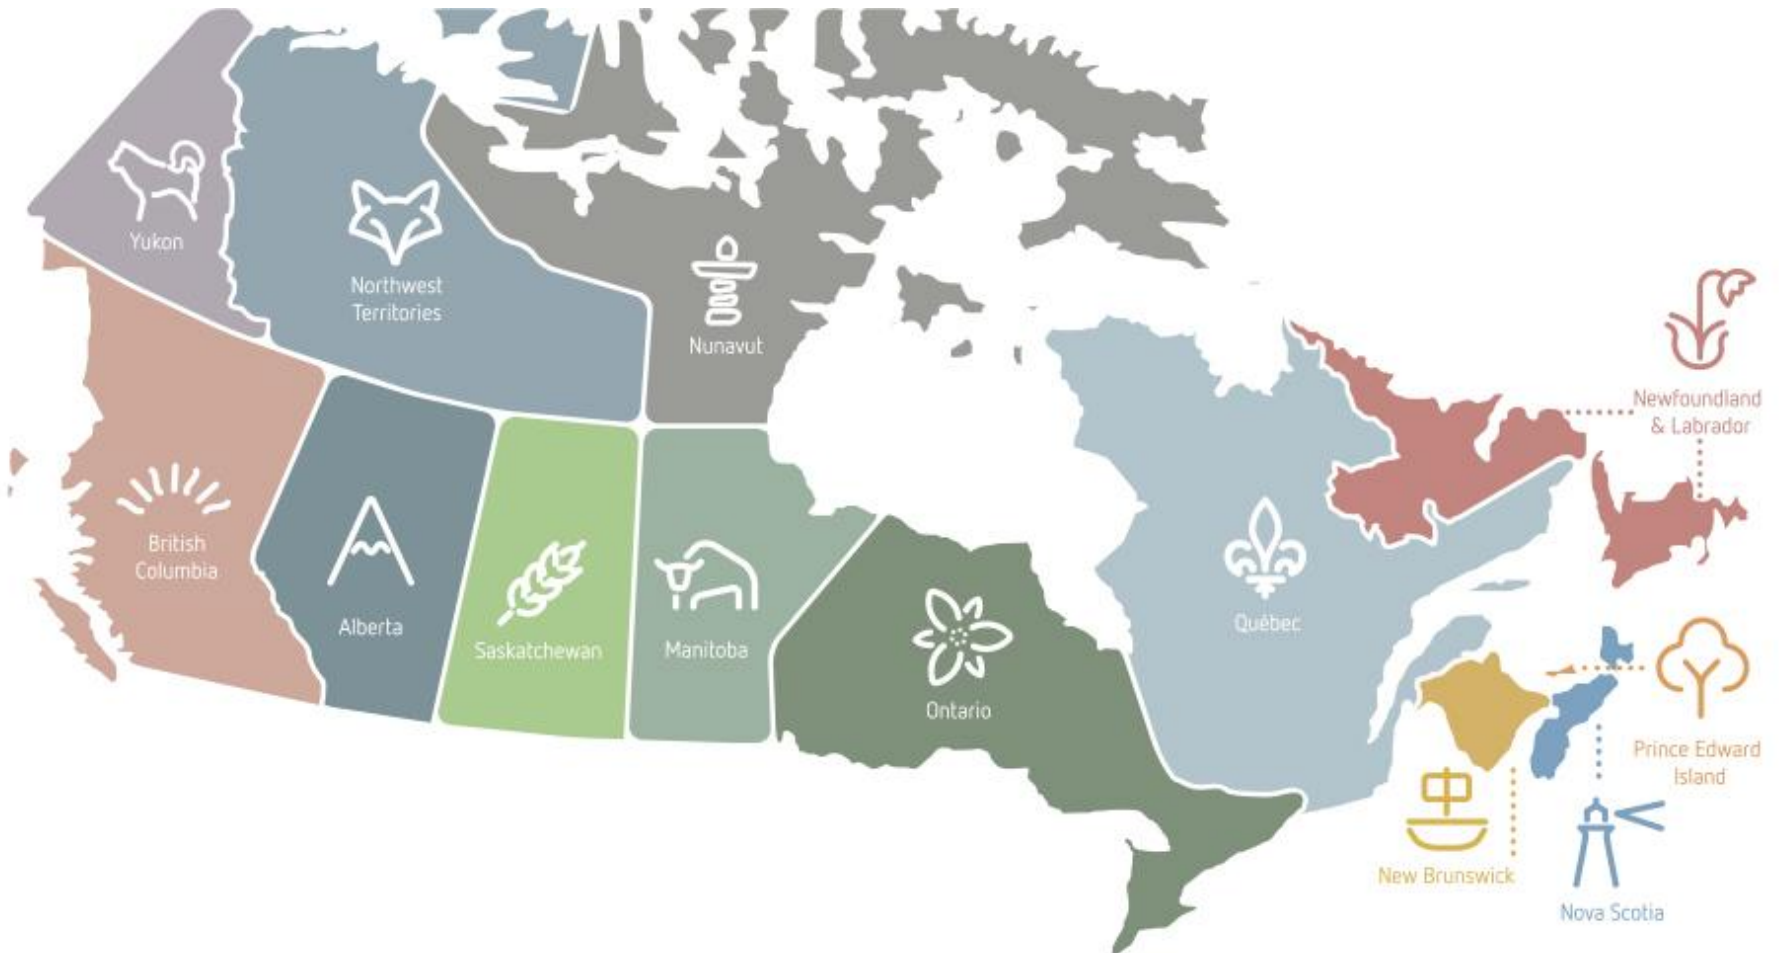 Yukon
Northwest
Territories
Nunavut
Newfoundland
& Labrador
British
Columbia
Alberta
Saskatchewan
Manitoba
Ontario
Québec
Prince Edward
Island
New Brunswick
Nova Scotia